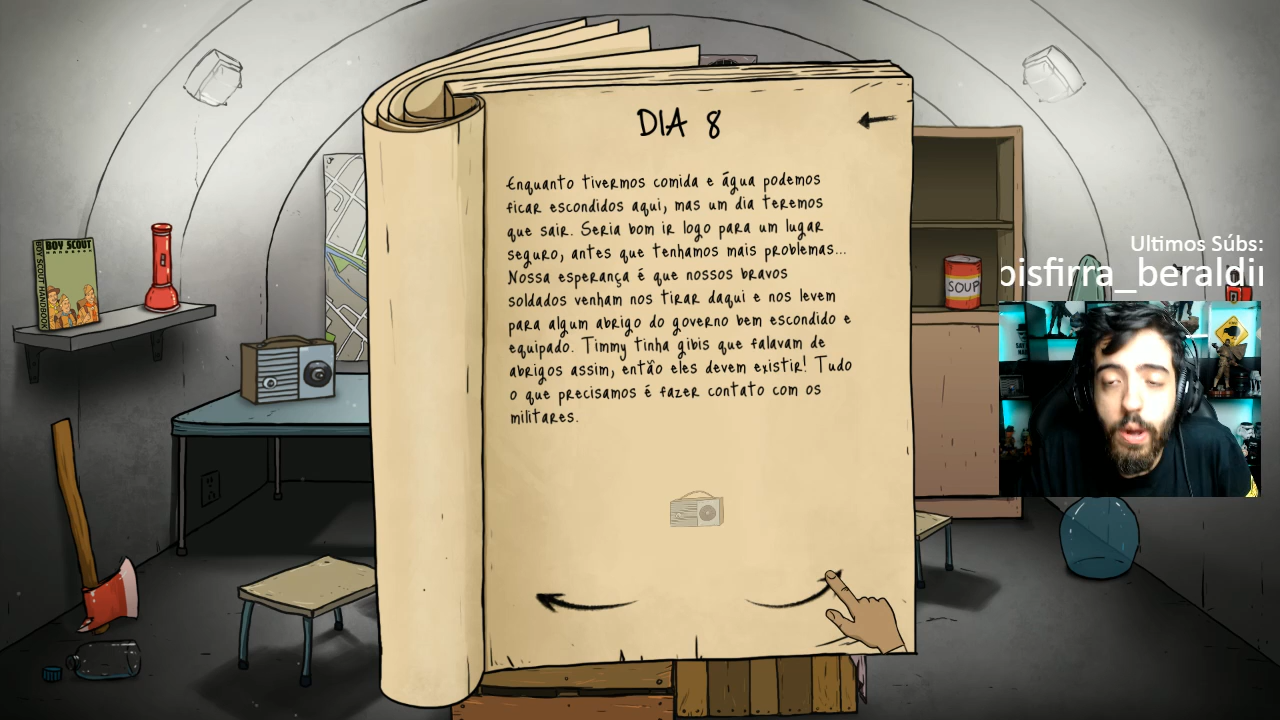 DIA 8
Enquanto tivermos comida e água podemos
ficar escondidos aqui, mas um dia teremos
que sair. Seria bom ir logo para um lugar
seguro, antes que tenhamos mais problemas...
Nossa esperança é que nossos bravos
soldados venham nos tirar daqui e nos levem
para algum abrigo do governo bem escondido e
equipado. Timmy tinha gibis que falavam de
abrigos assim, então eles devem existir! Tudo
o que precisamos é fazer contato com os
militares.
BOY SCOUT
BOY SCOUT HANDBOOK
SOUP
Ultimos Súbs:
bisfirra_beraldi